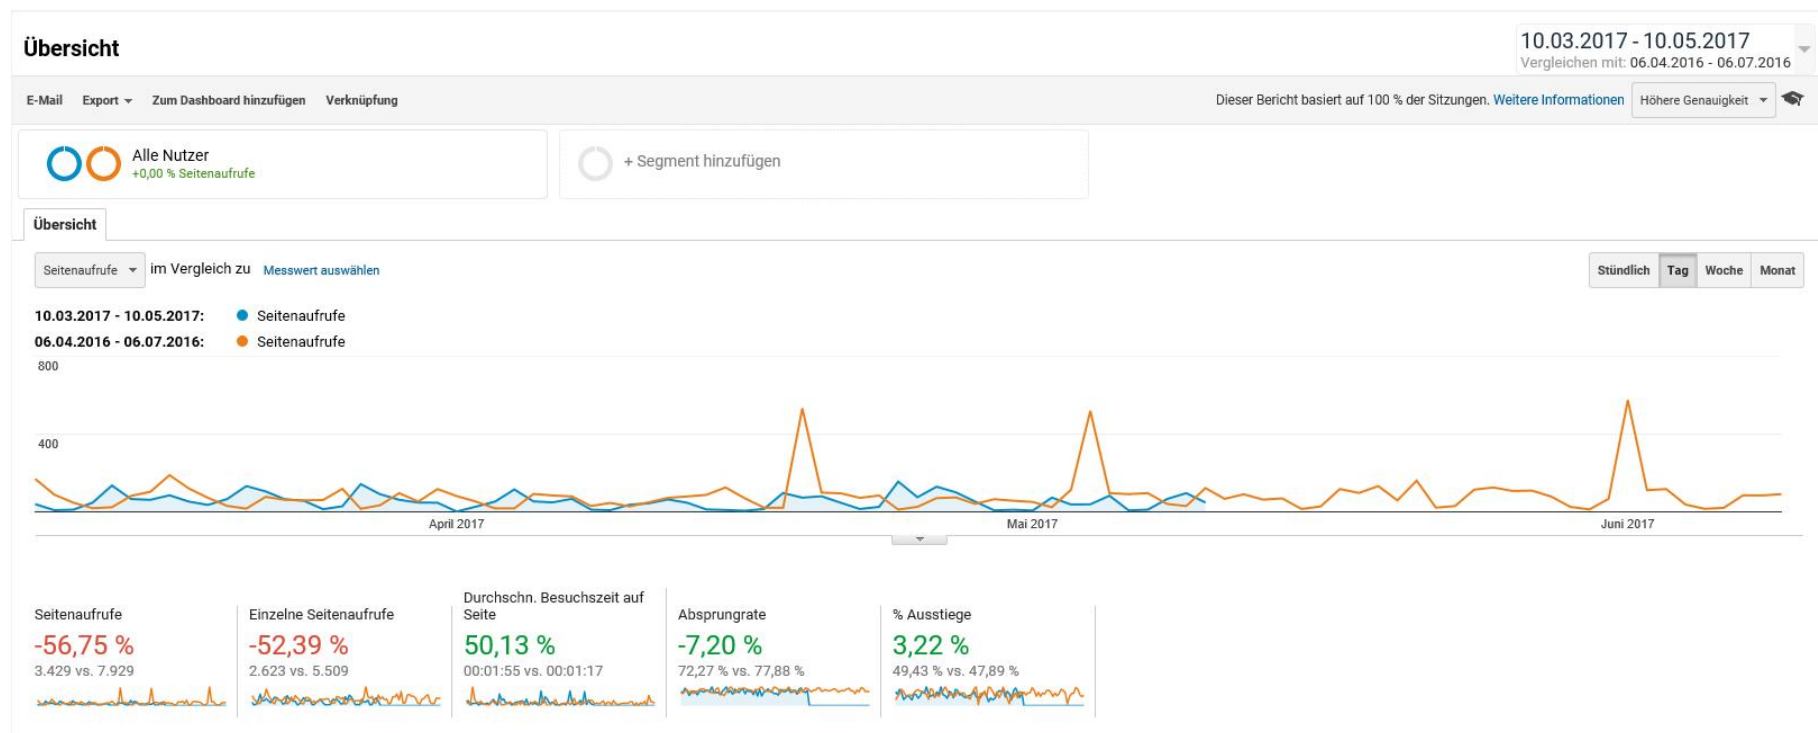 Übersicht
10.03.2017 - 10.05.2017
Vergleichen mit: 06.04.2016 - 06.07.2016
E-Mail Export Zum Dashboard hinzufügen Verknüpfung
Dieser Bericht basiert auf 100 % der Sitzungen. Weitere Informationen Höhere Genauigkeit
Alle Nutzer
+0,00 % Seitenaufrufe
+ Segment hinzufügen
Übersicht
Seitenaufrufe im Vergleich zu Messwert auswählen
Stündlich Tag Woche Monat
10.03.2017 - 10.05.2017: Seitenaufrufe
06.04.2016 - 06.07.2016: Seitenaufrufe
800
400
April 2017 Mai 2017 Juni 2017
Seitenaufrufe
-56,75 %
3.429 vs. 7.929
Einzelne Seitenaufrufe
-52,39 %
2.623 vs. 5.509
Durchschn. Besuchszeit auf
Seite
50,13 %
00:01:55 vs. 00:01:17
Absprungrate
-7,20 %
72,27 % vs. 77,88 %
% Ausstiege
3,22 %
49,43 % vs. 47,89 %